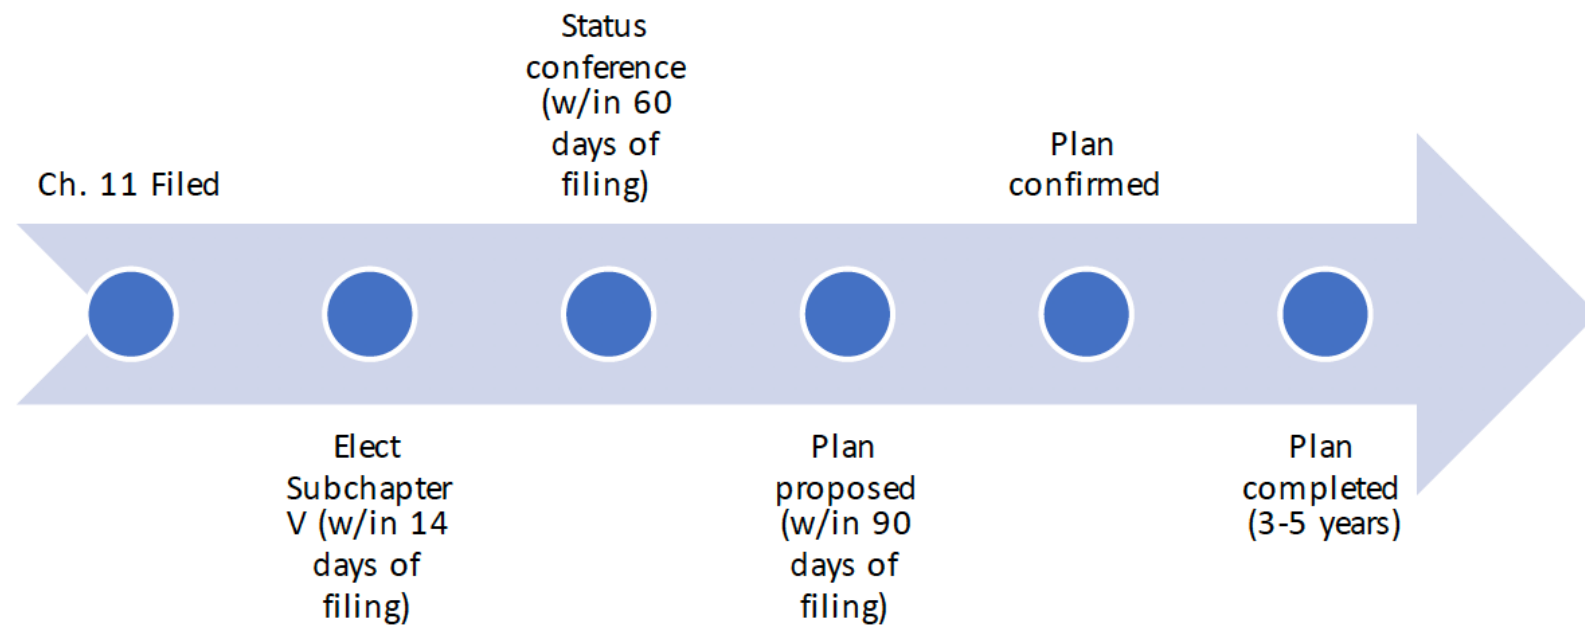 Ch. 11 Filed
Elect
Subchapter
V (w/in 14
days of
filing)
Status
conference
(w/in 60
days of
filing)
Plan
proposed
(w/in 90
days of
filing)
Plan
confirmed
Plan
completed
(3-5 years)